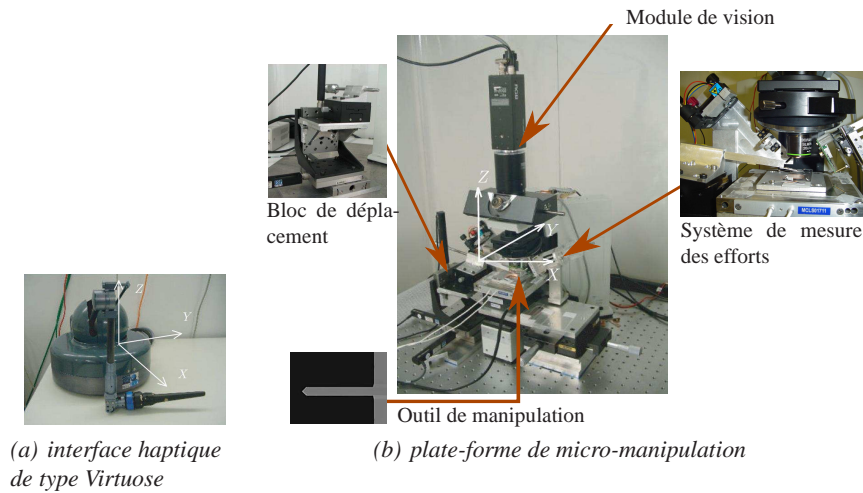 Module de vision
Z
Y
X
Bloc de dépla-
cement
MCL501711
Système de mesure
des efforts
Z
Y
X
Outil de manipulation
(a) interface haptique
de type Virtuose
(b) plate-forme de micro-manipulation